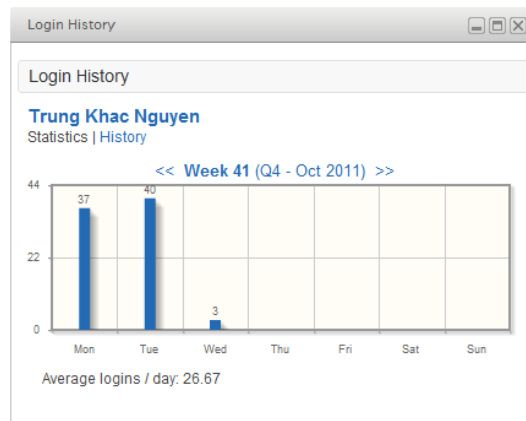 Login History
Login History
Trung Khac Nguyen
Statistics | History
<< Week 41 (Q4 - Oct 2011) >>
44
37
40
22
3
0
Mon Tue Wed Thu Fri Sat Sun
Average logins / day: 26.67